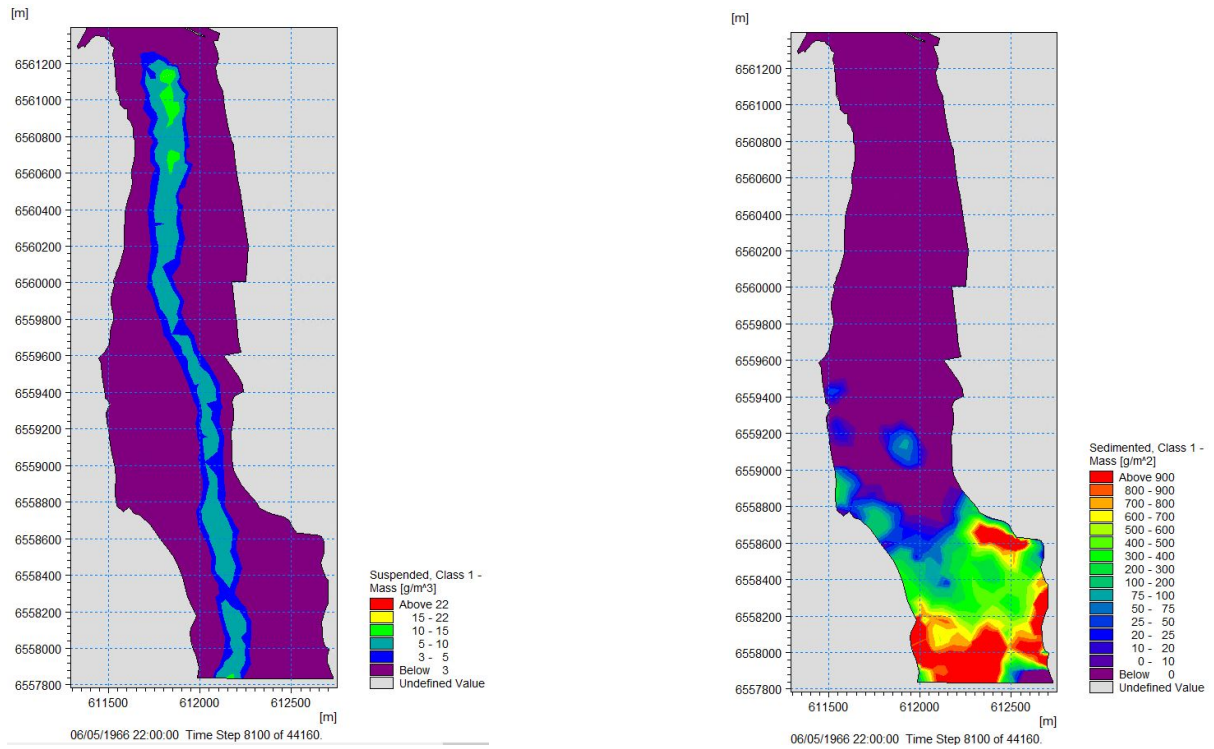 [m]
6561200
6561000
6560800
6560600
6560400
6560200
6560000
6559800
6559600
6559400
6559200
6559000
6558800
6558600
6558400
6558200
6558000
6557800
611500
612000
612500
[m]
06/05/1966 22:00:00 Time Step 8100 of 44160.
Suspended, Class 1 -
Mass [g/m^3]
Above 22
15 - 22
10 - 15
5 - 10
3 - 5
Below 3
Undefined Value
[m]
6561200
6561000
6560800
6560600
6560400
6560200
6560000
6559800
6559600
6559400
6559200
6559000
6558800
6558600
6558400
6558200
6558000
6557800
611500
612000
612500
[m]
06/05/1966 22:00:00 Time Step 8100 of 44160.
Sedimented, Class 1 -
Mass [g/m^2]
Above 900
800 - 900
700 - 800
600 - 700
500 - 600
400 - 500
300 - 400
200 - 300
100 - 200
75 - 100
50 - 75
25 - 50
20 - 25
10 - 20
0 - 10
Below 0
Undefined Value